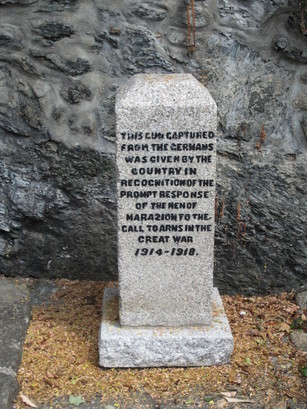 THIS GUN CAPTURED
FROM THE GERMANS
WAS GIVEN BY THE
COUNTRY IN
RECOGNITION OF THE
PROMPT RESPONSE
OF THE MEN OF
MARAZION TO THE
CALL TO ARMS IN THE
GREAT WAR
1914-1918.